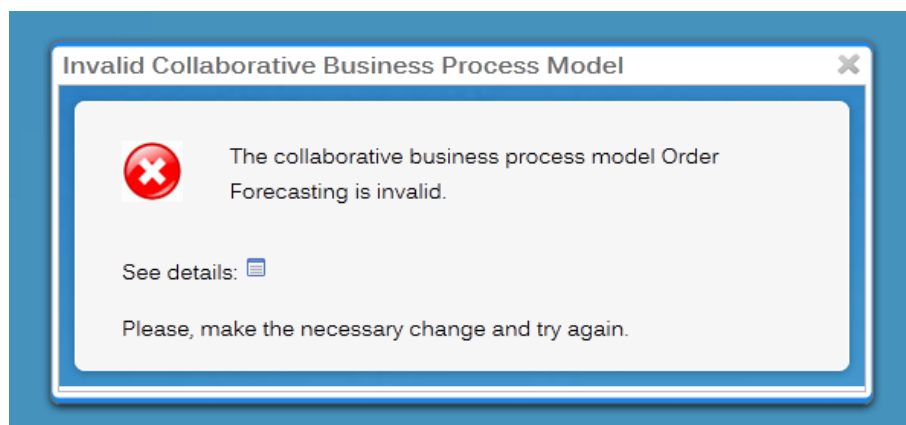 Invalid Collaborative Business Process Model
The collaborative business process model Order
Forecasting is invalid.
See details:
Please, make the necessary change and try again.